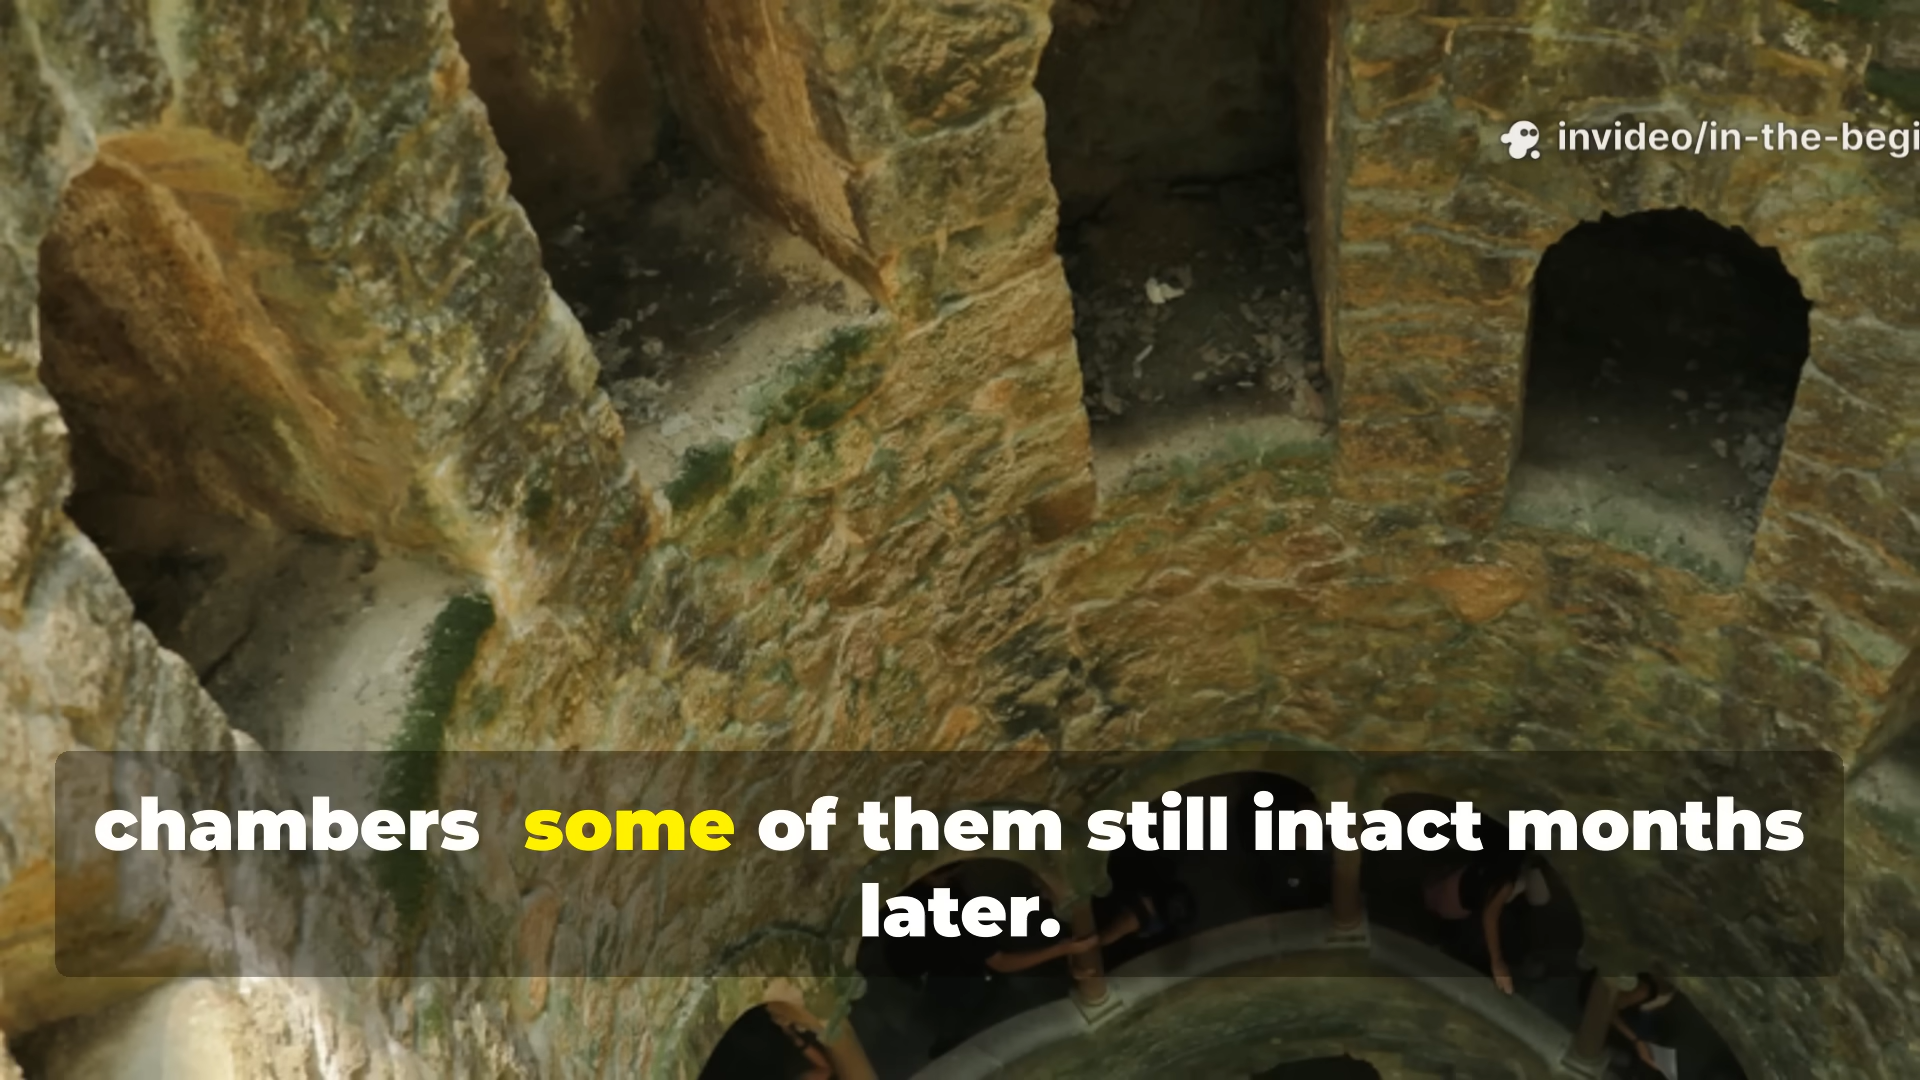 invideo/in-the-begi
chambers some of them still intact months
later.